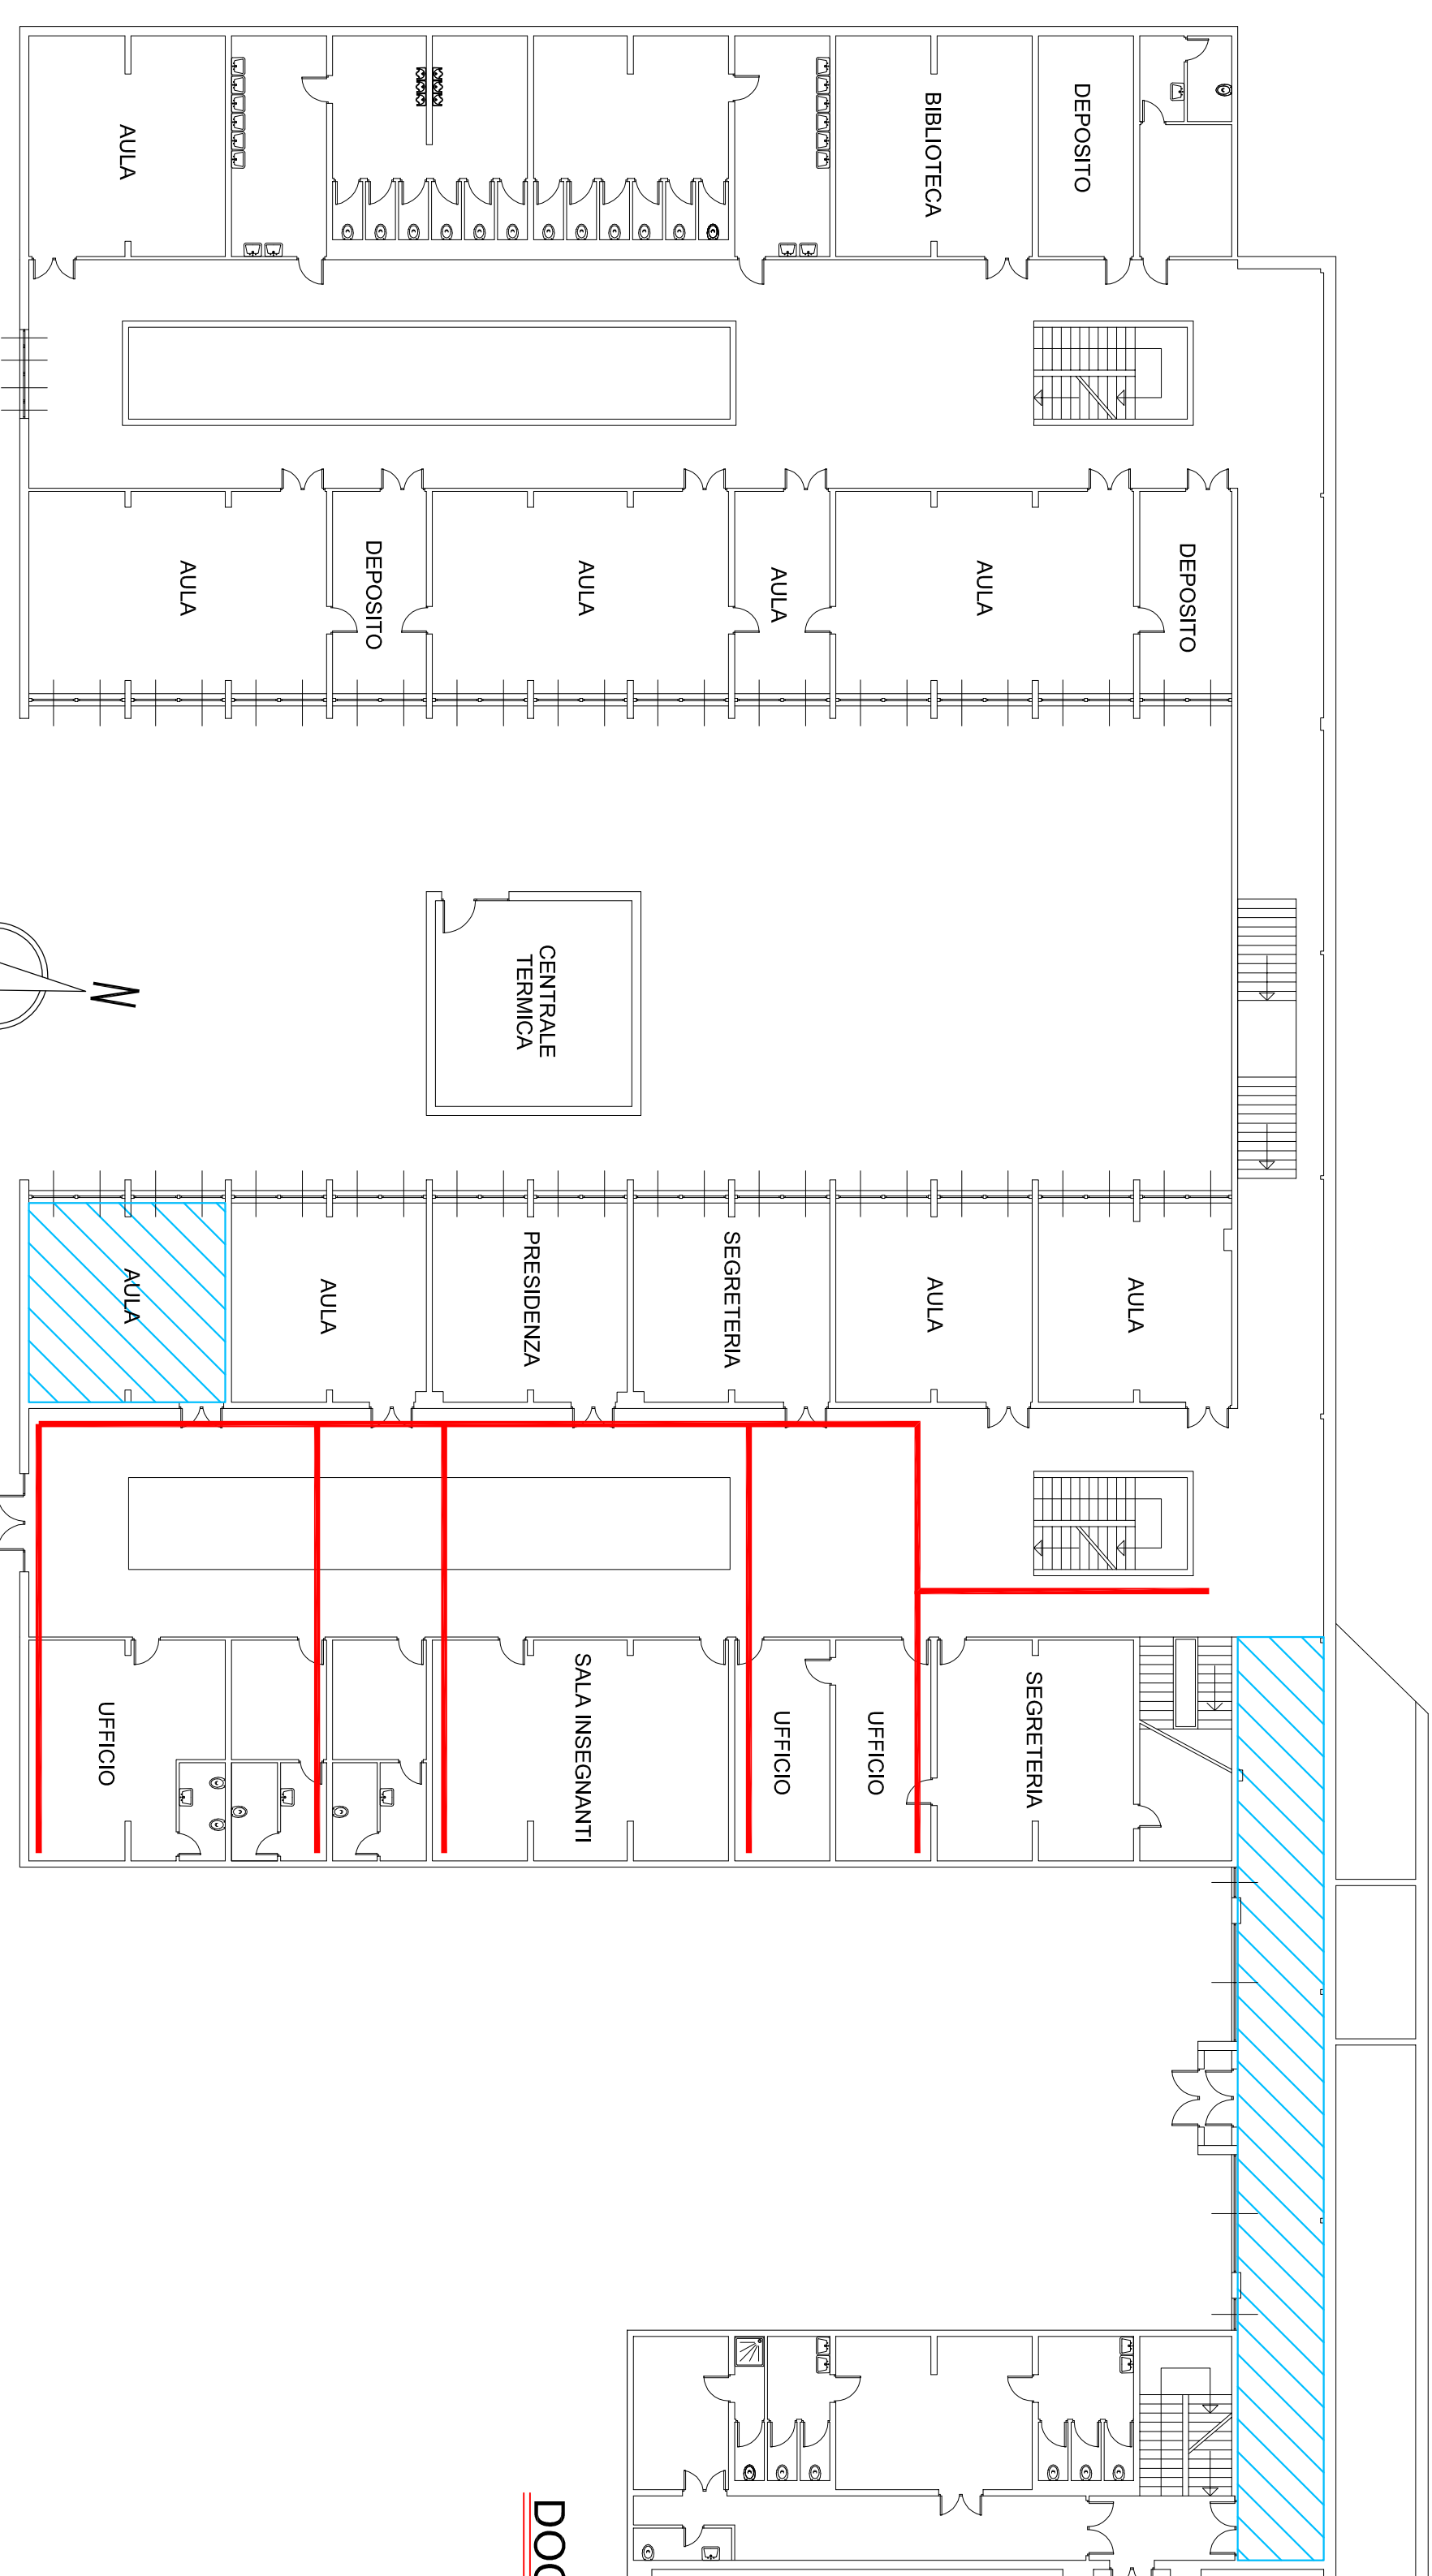 AULA
BIBLIOTECA
DEPOSITO
AULA
DEPOSITO
AULA
AULA
AULA
DEPOSITO
CENTRALE
TERMICA
N
AULA
AULA
PRESIDENZA
SEGRETERIA
AULA
AULA
UFFICIO
SALA INSEGNANTI
UFFICIO
UFFICIO
SEGRETERIA